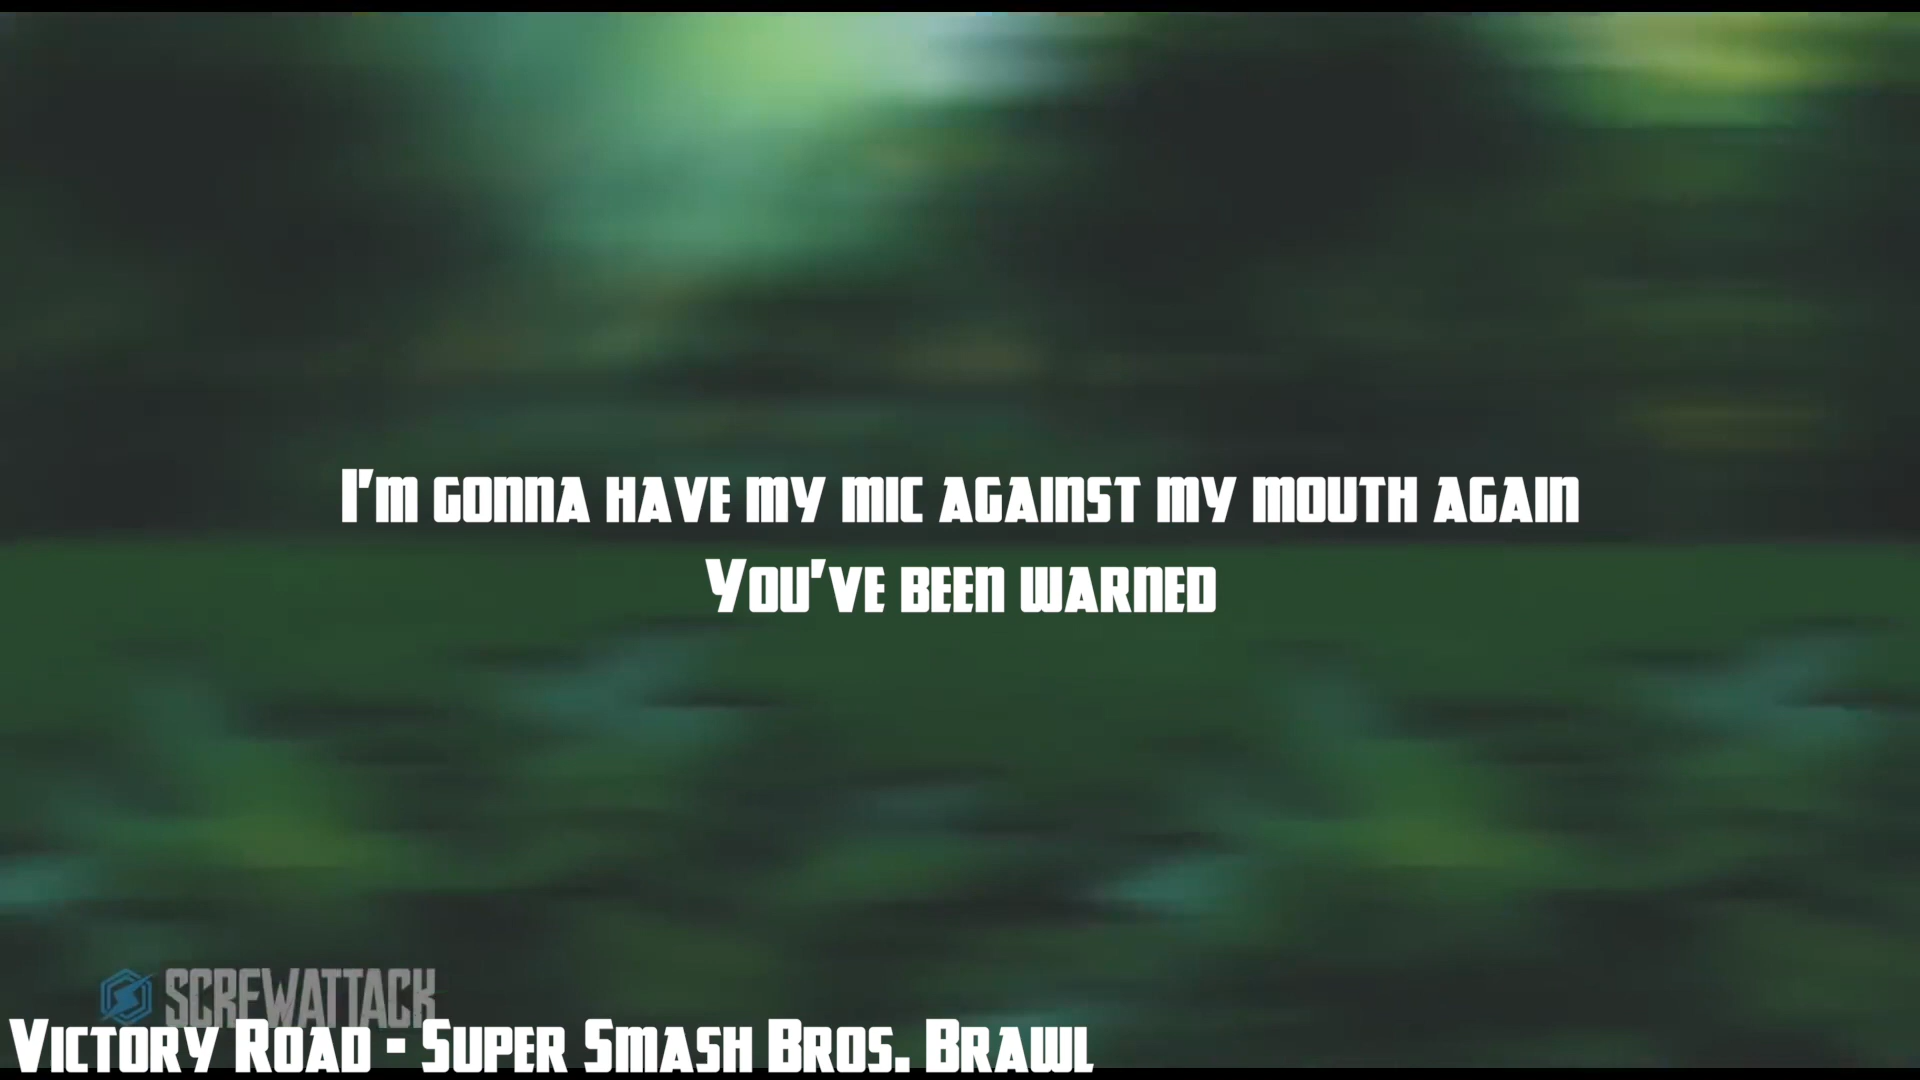 I'm gonna have my mic against my mouth again
You've been warned
SCREWATTACK
Victory Road - Super Smash Bros. Brawl